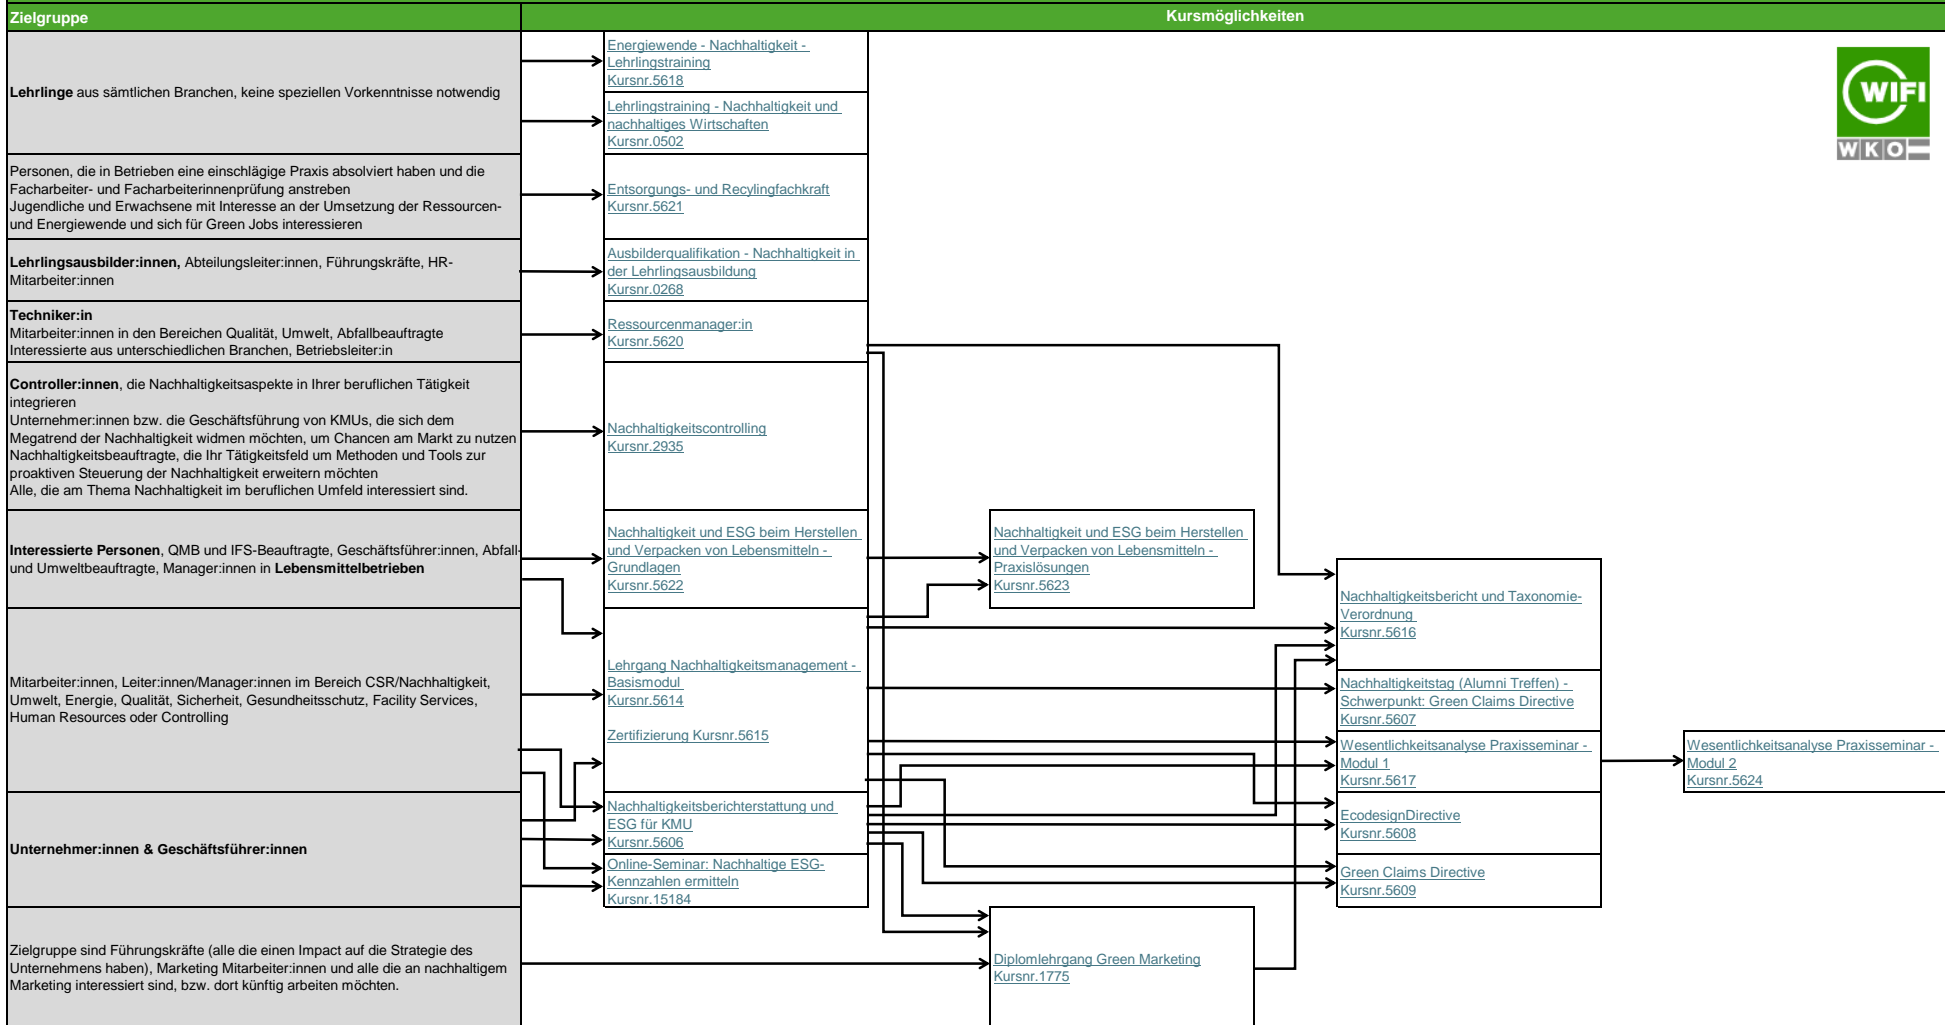 Zielgruppe
Kursmöglichkeiten
Lehrlinge aus sämtlichen Branchen, keine speziellen Vorkenntnisse notwendig
Energiewende - Nachhaltigkeit -
Lehrlingstraining
Kursnr.5618
Lehrlingstraining - Nachhaltigkeit und
nachhaltiges Wirtschaften
Kursnr.0502
WIFI
WKO
Personen, die in Betrieben eine einschlägige Praxis absolviert haben und die
Facharbeiter- und Facharbeiterinnenprüfung anstreben
Jugendliche und Erwachsene mit Interesse an der Umsetzung der Ressourcen-
und Energiewende und sich für Green Jobs interessieren
Entsorgungs- und Recylingfachkraft
Kursnr.5621
Lehrlingsausbilder:innen, Abteilungsleiter:innen, Führungskräfte, HR-
Mitarbeiter:innen
Ausbilderqualifikation - Nachhaltigkeit in
der Lehrlingsausbildung
Kursnr.0268
Techniker:in
Mitarbeiter:innen in den Bereichen Qualität, Umwelt, Abfallbeauftragte
Interessierte aus unterschiedlichen Branchen, Betriebsleiter:in
Ressourcenmanager:in
Kursnr.5620
Controller:innen, die Nachhaltigkeitsaspekte in Ihrer beruflichen Tätigkeit
integrieren
Unternehmer:innen bzw. die Geschäftsführung von KMUs, die sich dem
Megatrend der Nachhaltigkeit widmen möchten, um Chancen am Markt zu nutzen
Nachhaltigkeitsbeauftragte, die Ihr Tätigkeitsfeld um Methoden und Tools zur
proaktiven Steuerung der Nachhaltigkeit erweitern möchten
Alle, die am Thema Nachhaltigkeit im beruflichen Umfeld interessiert sind.
Nachhaltigkeitscontrolling
Kursnr.2935
Interessierte Personen, QMB und IFS-Beauftragte, Geschäftsführer:innen, Abfall-
und Umweltbeauftragte, Manager:innen in Lebensmittelbetrieben
Nachhaltigkeit und ESG beim Herstellen
und Verpacken von Lebensmitteln -
Grundlagen
Kursnr.5622
Nachhaltigkeit und ESG beim Herstellen
und Verpacken von Lebensmitteln -
Praxislösungen
Kursnr.5623
Nachhaltigkeitsbericht und Taxonomie-
Verordnung
Kursnr.5616
Mitarbeiter:innen, Leiter:innen/Manager:innen im Bereich CSR/Nachhaltigkeit,
Umwelt, Energie, Qualität, Sicherheit, Gesundheitsschutz, Facility Services,
Human Resources oder Controlling
Lehrgang Nachhaltigkeitsmanagement -
Basismodul
Kursnr.5614
Zertifizierung Kursnr.5615
Nachhaltigkeitstag (Alumni Treffen) -
Schwerpunkt: Green Claims Directive
Kursnr.5607
Wesentlichkeitsanalyse Praxisseminar -
Modul 1
Kursnr.5617
Wesentlichkeitsanalyse Praxisseminar -
Modul 2
Kursnr.5624
Unternehmer:innen & Geschäftsführer:innen
Nachhaltigkeitsberichterstattung und
ESG für KMU
Kursnr.5606
EcodesignDirective
Kursnr.5608
Online-Seminar: Nachhaltige ESG-
Kennzahlen ermitteln
Kursnr.15184
Green Claims Directive
Kursnr.5609
Zielgruppe sind Führungskräfte (alle die einen Impact auf die Strategie des
Unternehmens haben), Marketing Mitarbeiter:innen und alle die an nachhaltigem
Marketing interessiert sind, bzw. dort künftig arbeiten möchten.
Diplomlehrgang Green Marketing
Kursnr.1775